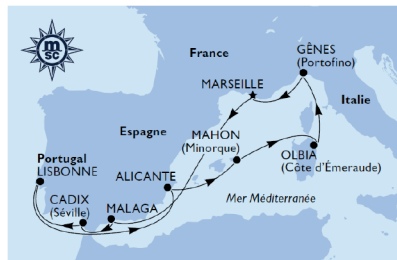 msc
France
GÊNES
(Portofino)
MARSEILLE
Italie
Espagne
MAHON
(Minorque)
OLBIA
(Côte d'Émeraude)
Portugal
LISBONNE
ALICANTE
CADIX
(Séville)
MALAGA
Mer Méditerranée